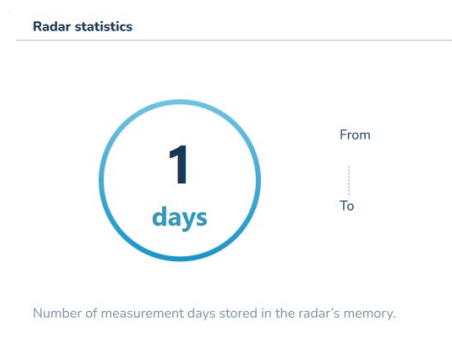 Radar statistics
1
days
From
To
Number of measurement days stored in the radar's memory.